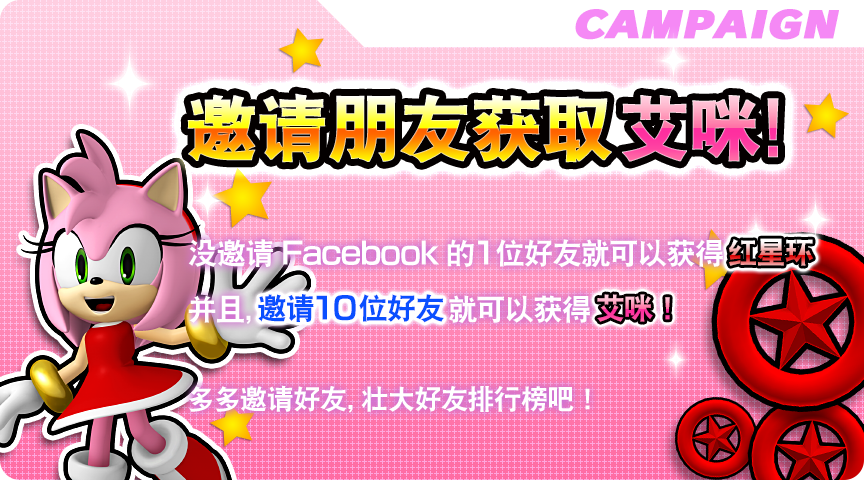 CAMPAIGN
邀请朋友获取艾咪!
没邀请 Facebook 的1位好友就可以获得红星环
并且, 邀请10位好友就可以获得 艾咪！
多多邀请好友, 壮大好友排行榜吧！